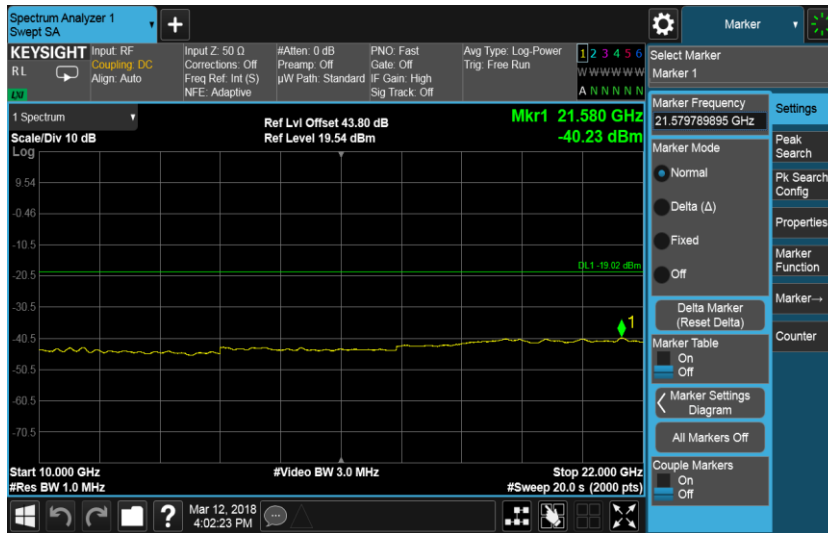 Spectrum Analyzer 1
Swept SA
Marker
KEYSIGHT
RL
LXI
Input: RF
Coupling: DC
Align: Auto
Input Z: 50 Ω
Corrections: Off
Freq Ref: Int (S)
NFE: Adaptive
#Atten: 0 dB
Preamp: Off
µW Path: Standard
PNO: Fast
Gate: Off
IF Gain: High
Sig Track: Off
Avg Type: Log-Power
Trig: Free Run
1 2 3 4 5 6
W W W W W W
A N N N N N
Select Marker
Marker 1
1 Spectrum
Scale/Div 10 dB
Log
Ref Lvl Offset 43.80 dB
Ref Level 19.54 dBm
Mkr1 21.580 GHz
-40.23 dBm
9.54
-0.46
-10.5
-20.5
-30.5
-40.5
-50.5
-60.5
-70.5
DL1 -19.02 dBm
1
Start 10.000 GHz
#Res BW 1.0 MHz
#Video BW 3.0 MHz
Stop 22.000 GHz
#Sweep 20.0 s (2000 pts)
Marker Frequency
21.579789895 GHz
Marker Mode
Normal
Delta (Δ)
Fixed
Off
Delta Marker
(Reset Delta)
Marker Table
On
Off
Marker Settings
Diagram
All Markers Off
Couple Markers
On
Off
Settings
Peak
Search
Pk Search
Config
Properties
Marker
Function
Marker→
Counter
?
Mar 12, 2018
4:02:23 PM